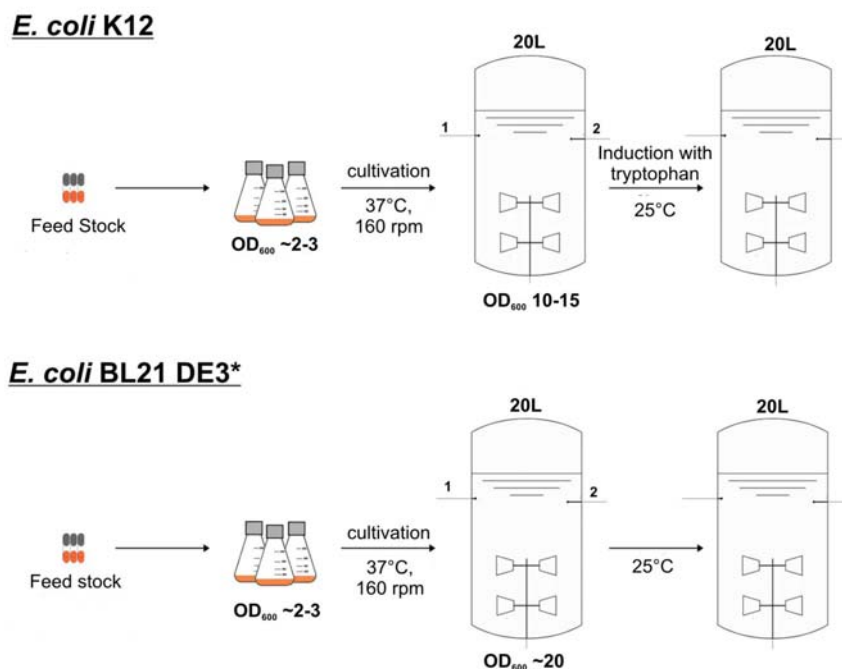 E. coli K12
20L
20L
1
2
cultivation
Induction with
tryptophan
37°C,
160 rpm
25°C
Feed Stock
OD₆₀₀ ~2-3
OD₆₀₀ 10-15
E. coli BL21 DE3*
20L
20L
1
2
cultivation
37°C,
160 rpm
25°C
Feed stock
OD₆₀₀ ~2-3
OD₆₀₀ ~20